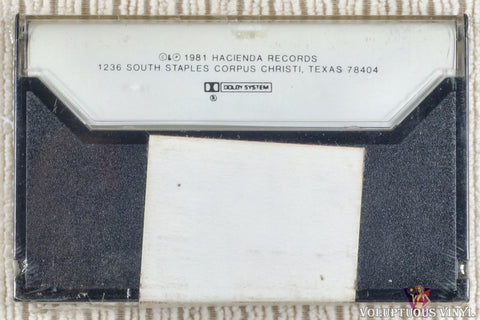 ©&℗ 1981 HACIENDA RECORDS
1236 SOUTH STAPLES CORPUS CHRISTI, TEXAS 78404
DOLBY SYSTEM
VOLUPTUOUS VINYL